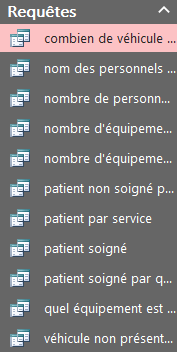 Requêtes
combien de véhicule ...
nom des personnels ...
nombre de personn...
nombre d'équipeme...
nombre d'équipeme...
patient non soigné p...
patient par service
patient soigné
patient soigné par q...
quel équipement est ...
véhicule non présent...